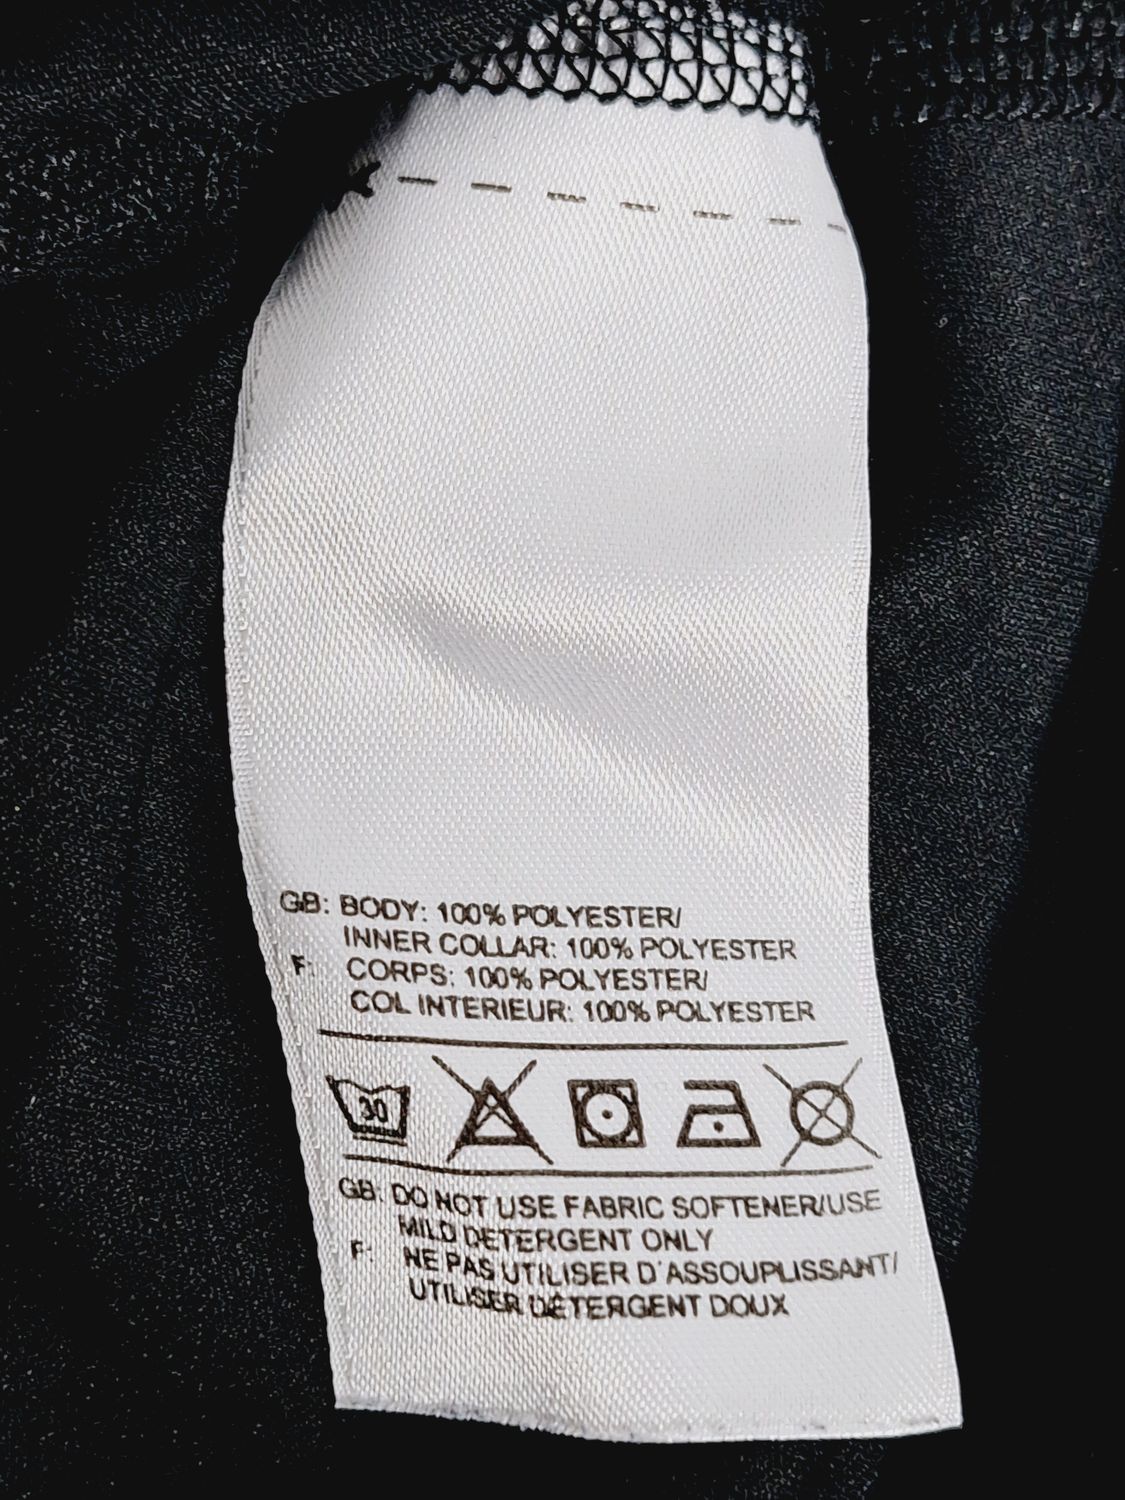 GB: BODY: 100% POLYESTER/
INNER COLLAR: 100% POLYESTER
F: CORPS: 100% POLYESTER/
COL INTERIEUR: 100% POLYESTER
30
GB: DO NOT USE FABRIC SOFTENER/USE
MILD DETERGENT ONLY
F: NE PAS UTILISER D'ASSOUPLISSANT/
UTILISER DÉTERGENT DOUX